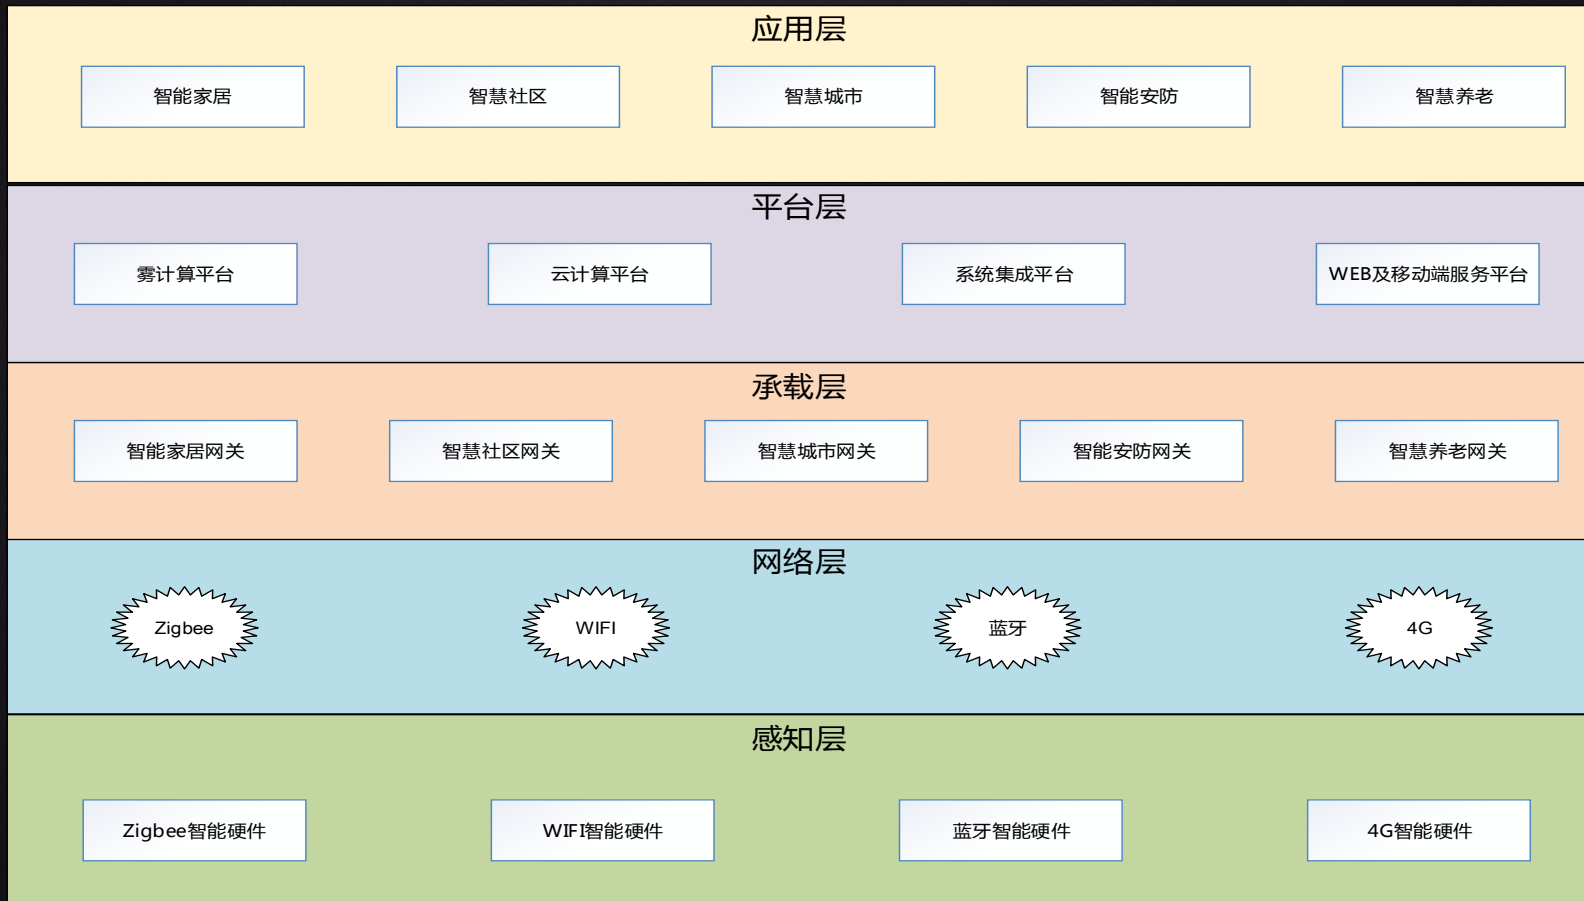 应用层
智能家居
智慧社区
智慧城市
智能安防
智慧养老
平台层
雾计算平台
云计算平台
系统集成平台
WEB及移动端服务平台
承载层
智能家居网关
智慧社区网关
智慧城市网关
智能安防网关
智慧养老网关
网络层
Zigbee
WIFI
蓝牙
4G
感知层
Zigbee智能硬件
WIFI智能硬件
蓝牙智能硬件
4G智能硬件